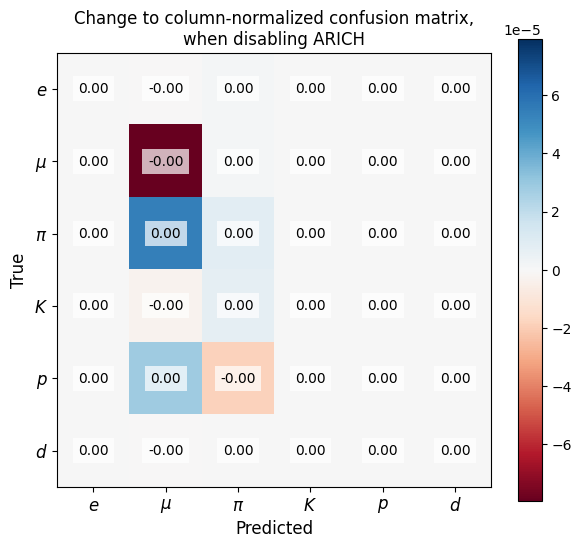 Change to column-normalized confusion matrix,
when disabling ARICH
1e−5
e 0.00 -0.00 0.00 0.00 0.00 0.00
μ 0.00 -0.00 0.00 0.00 0.00 0.00
π 0.00 0.00 0.00 0.00 0.00 0.00
K 0.00 -0.00 0.00 0.00 0.00 0.00
p 0.00 0.00 -0.00 0.00 0.00 0.00
d 0.00 -0.00 0.00 0.00 0.00 0.00
e μ π K p d
Predicted
True
6
4
2
0
−2
−4
−6